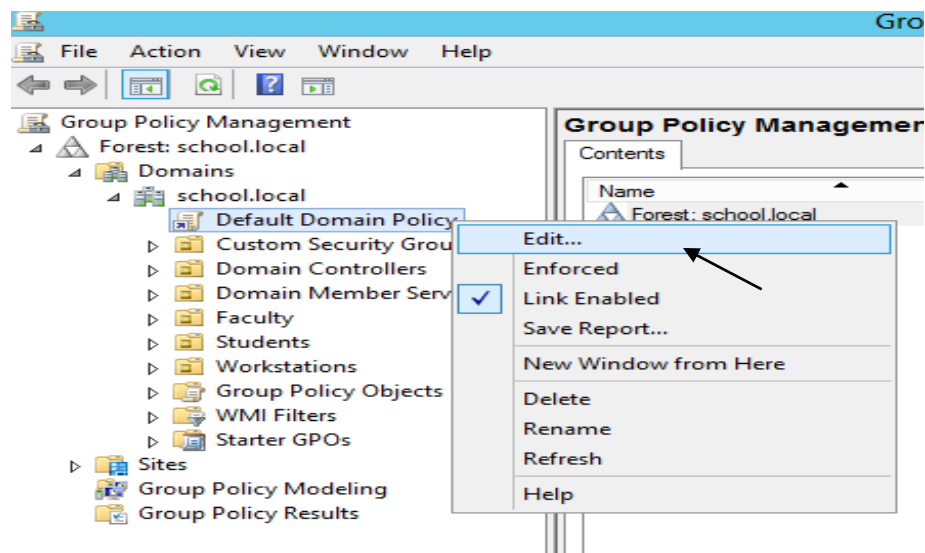 Gro
File Action View Window Help
Group Policy Management
Forest: school.local
Domains
school.local
Default Domain Policy
Custom Security Grou
Domain Controllers
Domain Member Serv
Faculty
Students
Workstations
Group Policy Objects
WMI Filters
Starter GPOs
Sites
Group Policy Modeling
Group Policy Results
Group Policy Managemen
Contents
Name
Forest: school.local
Edit...
Enforced
Link Enabled
Save Report...
New Window from Here
Delete
Rename
Refresh
Help